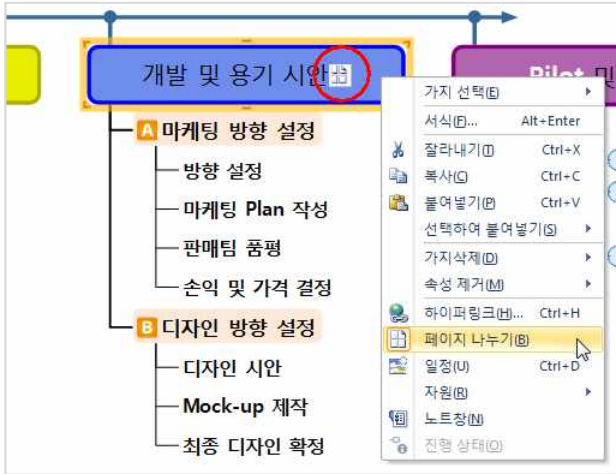 개발 및 용기 시안
Pilot 및
A 마케팅 방향 설정
방향 설정
마케팅 Plan 작성
판매팀 품평
손익 및 가격 결정
B 디자인 방향 설정
디자인 시안
Mock-up 제작
최종 디자인 확정
가지 선택(E)
서식(F)... Alt+Enter
잘라내기(T) Ctrl+X
복사(C) Ctrl+C
붙여넣기(P) Ctrl+V
선택하여 붙여넣기(S)
가지삭제(D)
속성 제거(M)
하이퍼링크(H)... Ctrl+H
페이지 나누기(B)
일정(U) Ctrl+D
자원(R)
노트창(N)
진행 상태(O)